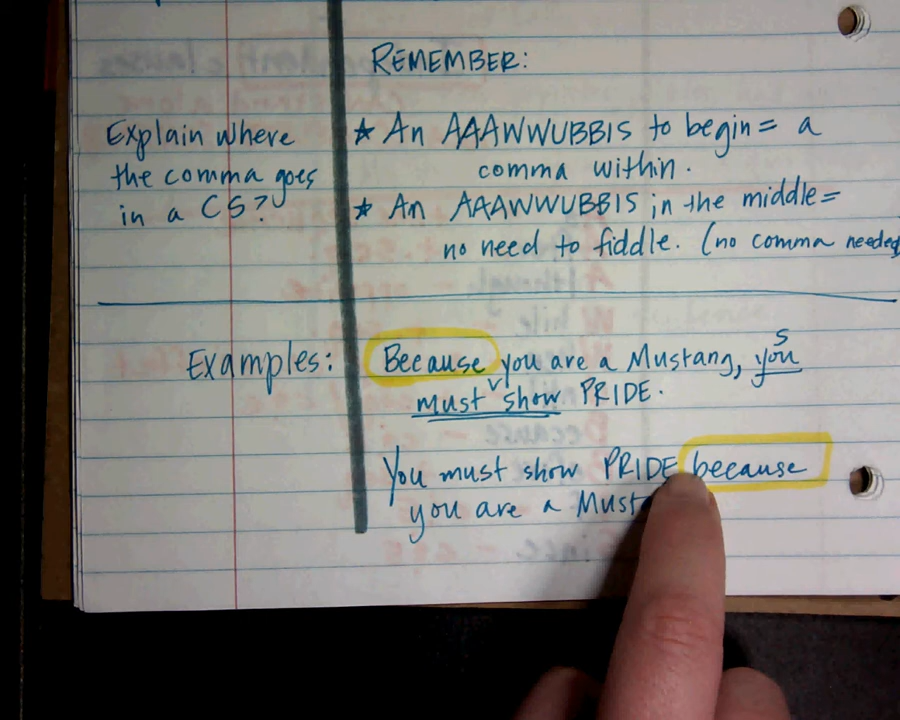 REMEMBER:
Explain where
the comma goes
in a CS?
★ An AAAWWUBBIS to begin = a
comma within.
★ An AAAWWUBBIS in the middle =
no need to fiddle. (no comma needed
Examples:
Because you are a Mustang, you
S
must show PRIDE.
V
You must show PRIDE because
you are a Must